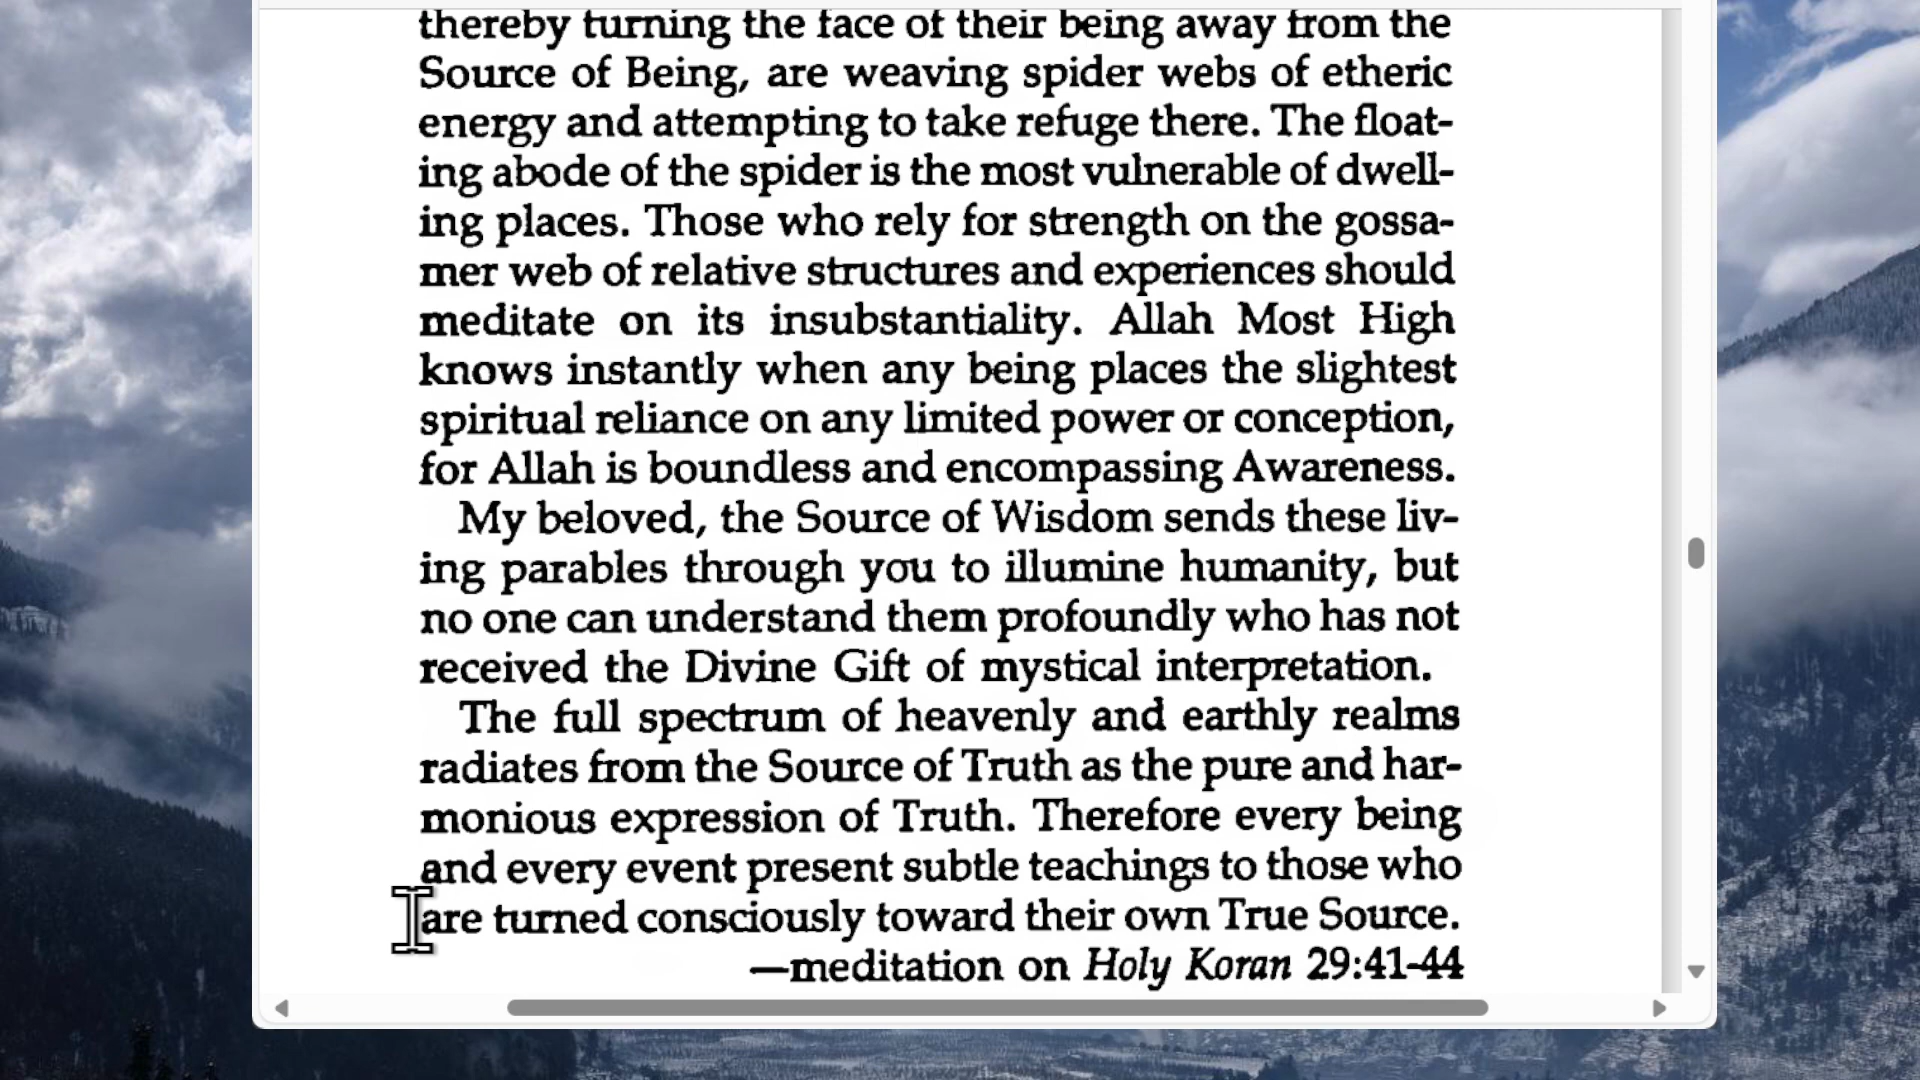 thereby turning the face of their being away from the
Source of Being, are weaving spider webs of etheric
energy and attempting to take refuge there. The float-
ing abode of the spider is the most vulnerable of dwell-
ing places. Those who rely for strength on the gossa-
mer web of relative structures and experiences should
meditate on its insubstantiality. Allah Most High
knows instantly when any being places the slightest
spiritual reliance on any limited power or conception,
for Allah is boundless and encompassing Awareness.
My beloved, the Source of Wisdom sends these liv-
ing parables through you to illumine humanity, but
no one can understand them profoundly who has not
received the Divine Gift of mystical interpretation.
The full spectrum of heavenly and earthly realms
radiates from the Source of Truth as the pure and har-
monious expression of Truth. Therefore every being
and every event present subtle teachings to those who
are turned consciously toward their own True Source.
—meditation on Holy Koran 29:41-44